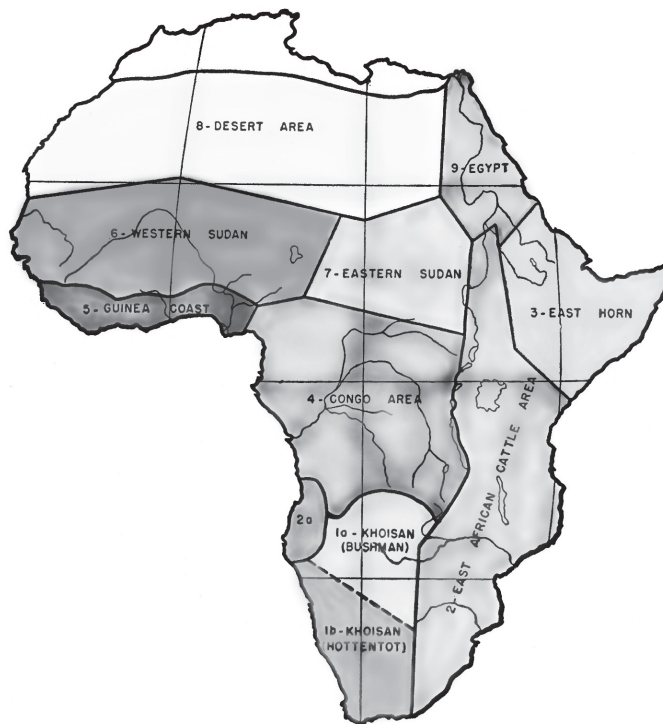 8-DESERT AREA
9-EGYPT
6-WESTERN SUDAN
7-EASTERN SUDAN
5-GUINEA COAST
3-EAST HORN
4-CONGO AREA
2-EAST AFRICAN CATTLE AREA
2a
1a-KHOISAN
(BUSHMAN)
1b-KHOISAN
(HOTTENTOT)